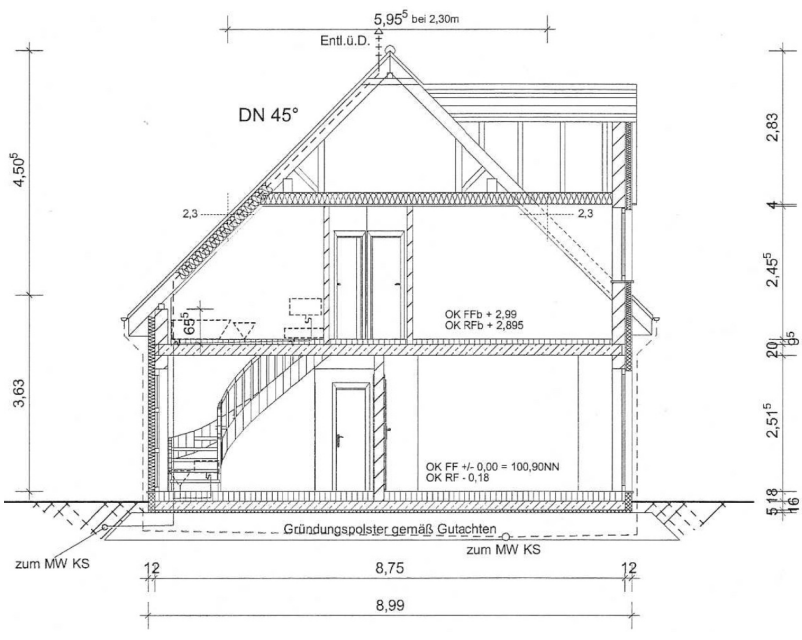 5,95⁵ bei 2,30m
Entl.ü.D.
DN 45°
4,50⁵
2,83
2,3
2,3
4
2,45⁵
OK FFb + 2,99
OK RFb + 2,895
65⁵
9⁵
20
3,63
2,51⁵
OK FF +/- 0,00 = 100,90NN
OK RF - 0,18
18
5
16
Gründungspolster gemäß Gutachten
zum MW KS
zum MW KS
12
8,75
12
8,99